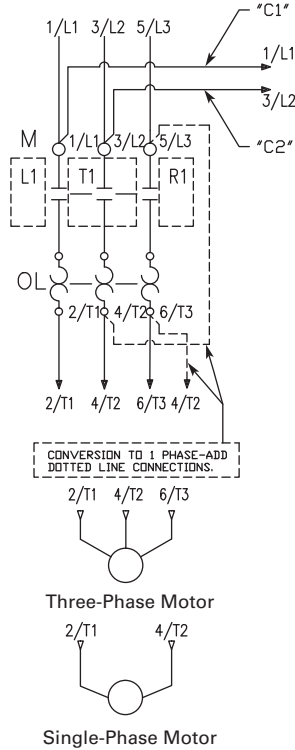 "C1"
1/L1 3/L2 5/L3
1/L1
3/L2
M 1/L1 3/L2 5/L3
"C2"
L1 T1 R1
OL
2/T1 4/T2 6/T3
2/T1 4/T2 6/T3 4/T2
CONVERSION TO 1 PHASE-ADD
DOTTED LINE CONNECTIONS.
2/T1 4/T2 6/T3
Three-Phase Motor
2/T1 4/T2
Single-Phase Motor